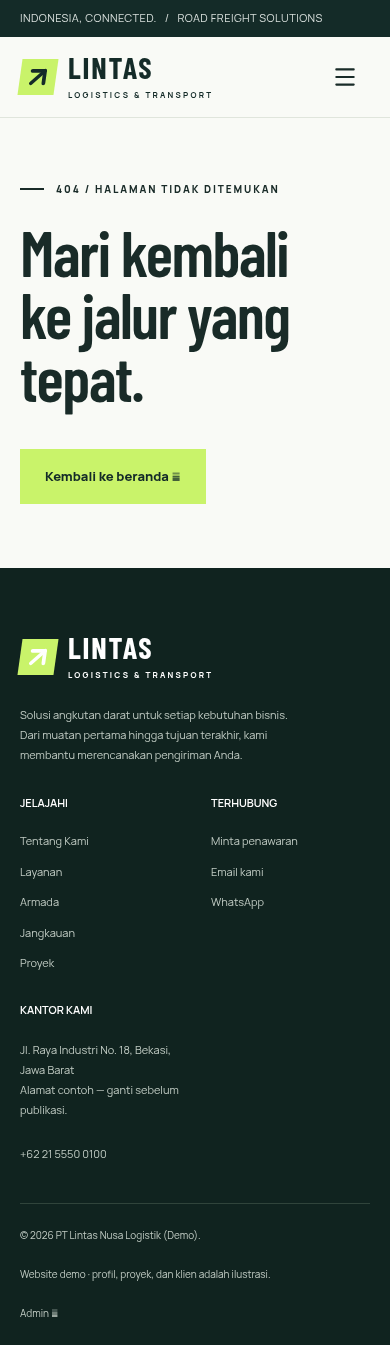 INDONESIA, CONNECTED. / ROAD FREIGHT SOLUTIONS
LINTAS
LOGISTICS & TRANSPORT
404 / HALAMAN TIDAK DITEMUKAN
Mari kembali
ke jalur yang
tepat.
Kembali ke beranda
LINTAS
LOGISTICS & TRANSPORT
Solusi angkutan darat untuk setiap kebutuhan bisnis.
Dari muatan pertama hingga tujuan terakhir, kami
membantu merencanakan pengiriman Anda.
JELAJAHI
Tentang Kami
Layanan
Armada
Jangkauan
Proyek
TERHUBUNG
Minta penawaran
Email kami
WhatsApp
KANTOR KAMI
Jl. Raya Industri No. 18, Bekasi,
Jawa Barat
Alamat contoh — ganti sebelum
publikasi.
+62 21 5550 0100
© 2026 PT Lintas Nusa Logistik (Demo).
Website demo · profil, proyek, dan klien adalah ilustrasi.
Admin